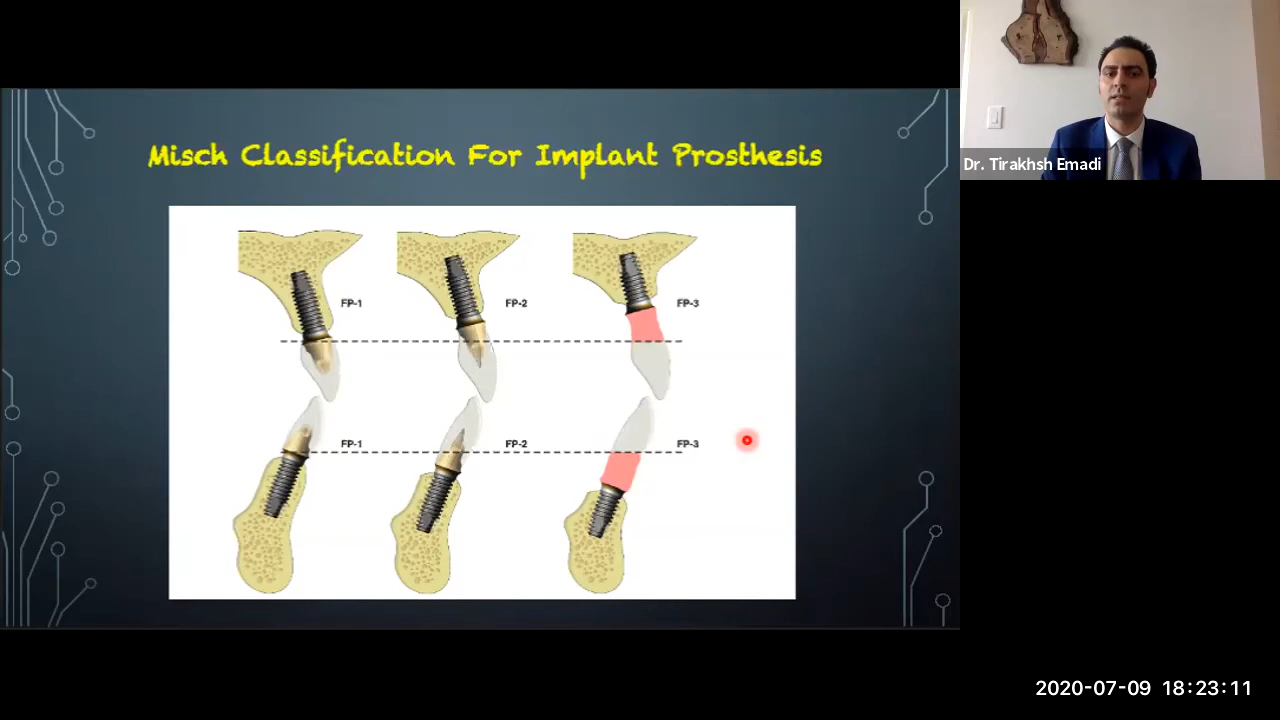 Misch Classification For Implant Prosthesis
Dr. Tirakhsh Emadi
FP-1
FP-2
FP-3
FP-1
FP-2
FP-3
2020-07-09 18:23:11